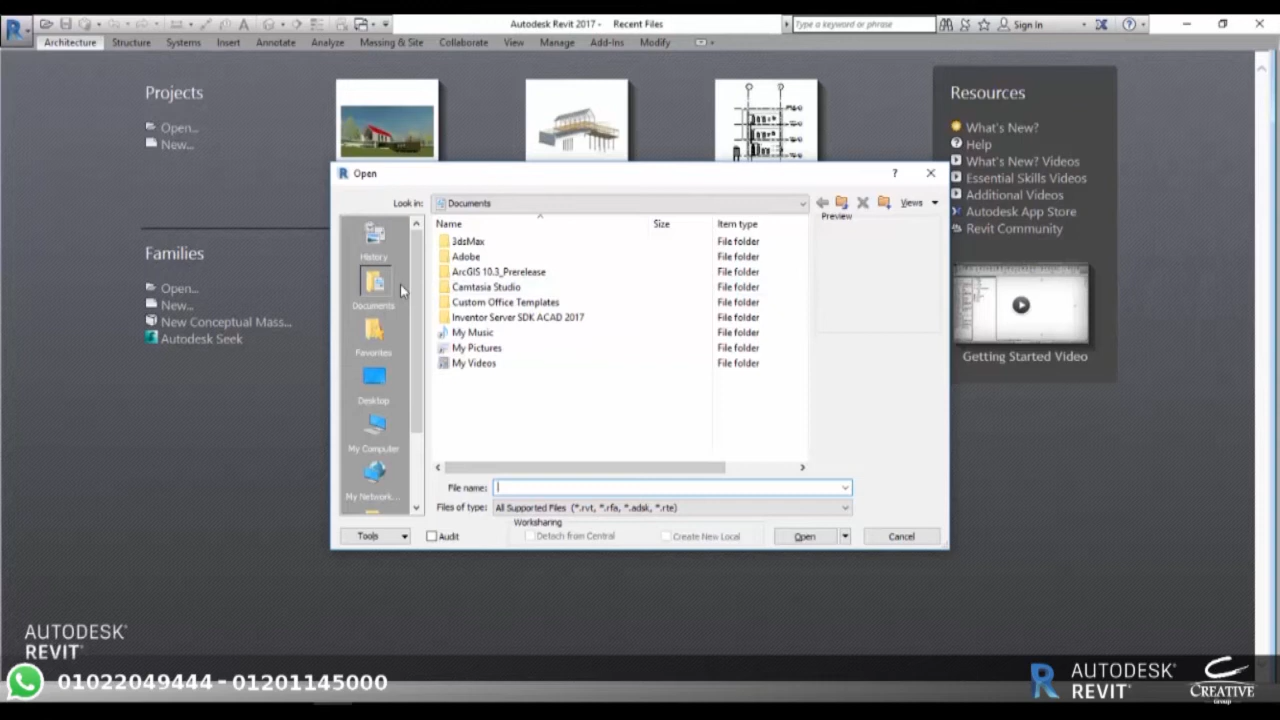 Autodesk Revit 2017 - Recent Files
Type a keyword or phrase
Sign In
Architecture Structure Systems Insert Annotate Analyze Massing & Site Collaborate View Manage Add-Ins Modify
Projects
Open...
New...
Families
Open...
New...
New Conceptual Mass...
Autodesk Seek
Resources
What's New?
Help
What's New? Videos
Essential Skills Videos
Additional Videos
Autodesk App Store
Revit Community
Getting Started Video
Open
Look in: Documents
Views
Preview
History
Documents
Favorites
Desktop
My Computer
My Network...
Name Size Item type
3dsMax File folder
Adobe File folder
ArcGIS 10.3_Prerelease File folder
Camtasia Studio File folder
Custom Office Templates File folder
Inventor Server SDK ACAD 2017 File folder
My Music File folder
My Pictures File folder
My Videos File folder
File name:
Files of type: All Supported Files (*.rvt, *.rfa, *.adsk, *.rte)
Worksharing
Tools Audit Detach from Central Create New Local Open Cancel
AUTODESK®
REVIT®
01022049444 - 01201145000
AUTODESK®
REVIT®
CREATIVE
Group